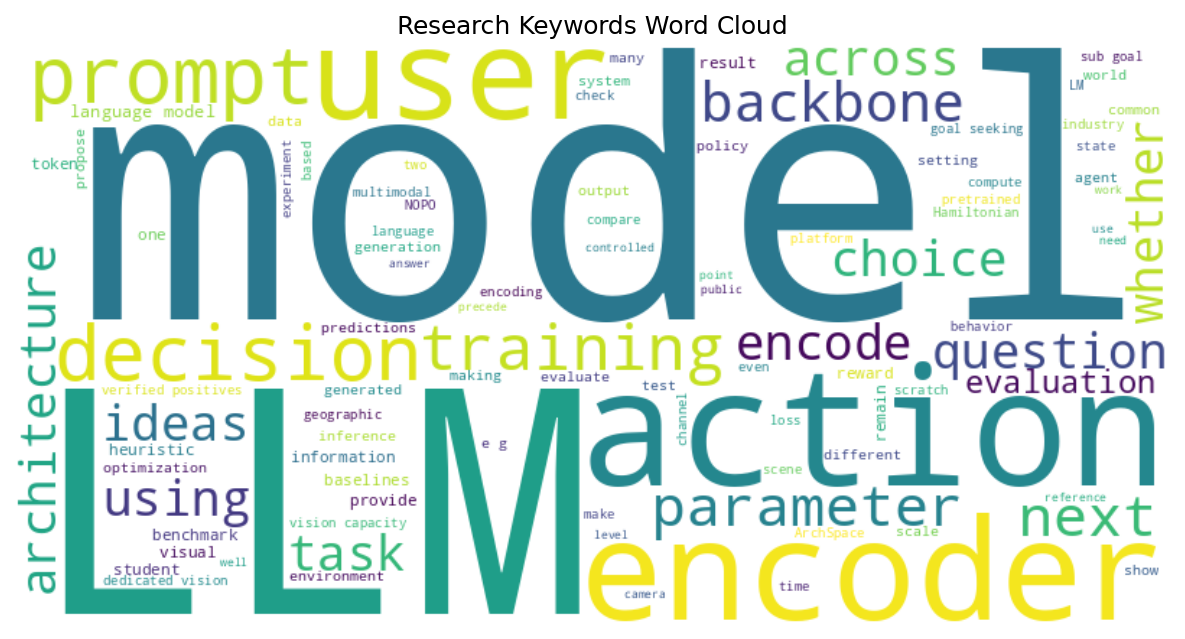 Research Keywords Word Cloud
prompt
user
many
system
check
result
across
sub goal
world
LM
backbone
language model
data
common
industry
whether
token
propose
experiment
based
two
multimodal
NOPO
policy
goal seeking
setting
state
model
output
compute
agent
work
pretrained
Hamiltonian
one
language
generation
answer
compare
controlled
platform
choice
use
need
point
public
encoding
precede
architecture
decision
predictions
training
encode
behavior
question
making
evaluate
even
reward
evaluation
verified positives
generated
test
channel
remain
scratch
ideas
geographic
inference
heuristic
information
optimization
e g
loss
different
action
scene
using
baselines
provide
parameter
reference
LLM
benchmark
vision capacity
make
level
ArchSpace
scale
next
visual
task
well
student
dedicated vision
environment
encoder
camera
time
show